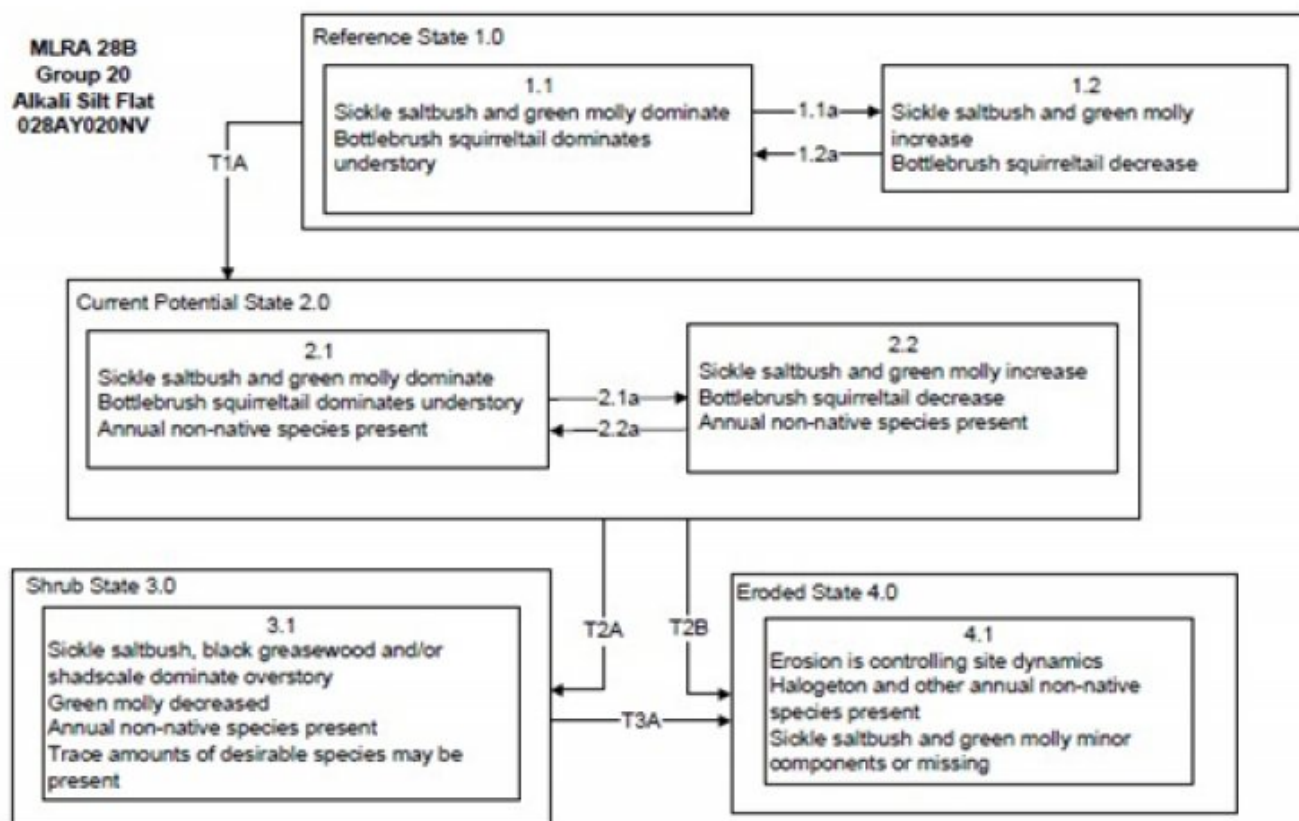 MLRA 28B
Group 20
Alkali Silt Flat
028AY020NV
Reference State 1.0
1.1
Sickle saltbush and green molly dominate
Bottlebrush squirreltail dominates
understory
1.1a
1.2a
1.2
Sickle saltbush and green molly
increase
Bottlebrush squirreltail decrease
T1A
Current Potential State 2.0
2.1
Sickle saltbush and green molly dominate
Bottlebrush squirreltail dominates understory
Annual non-native species present
2.1a
2.2a
2.2
Sickle saltbush and green molly increase
Bottlebrush squirreltail decrease
Annual non-native species present
T2A
T2B
Shrub State 3.0
3.1
Sickle saltbush, black greasewood and/or
shadscale dominate overstory
Green molly decreased
Annual non-native species present
Trace amounts of desirable species may be
present
T3A
Eroded State 4.0
4.1
Erosion is controlling site dynamics
Halogeton and other annual non-native
species present
Sickle saltbush and green molly minor
components or missing